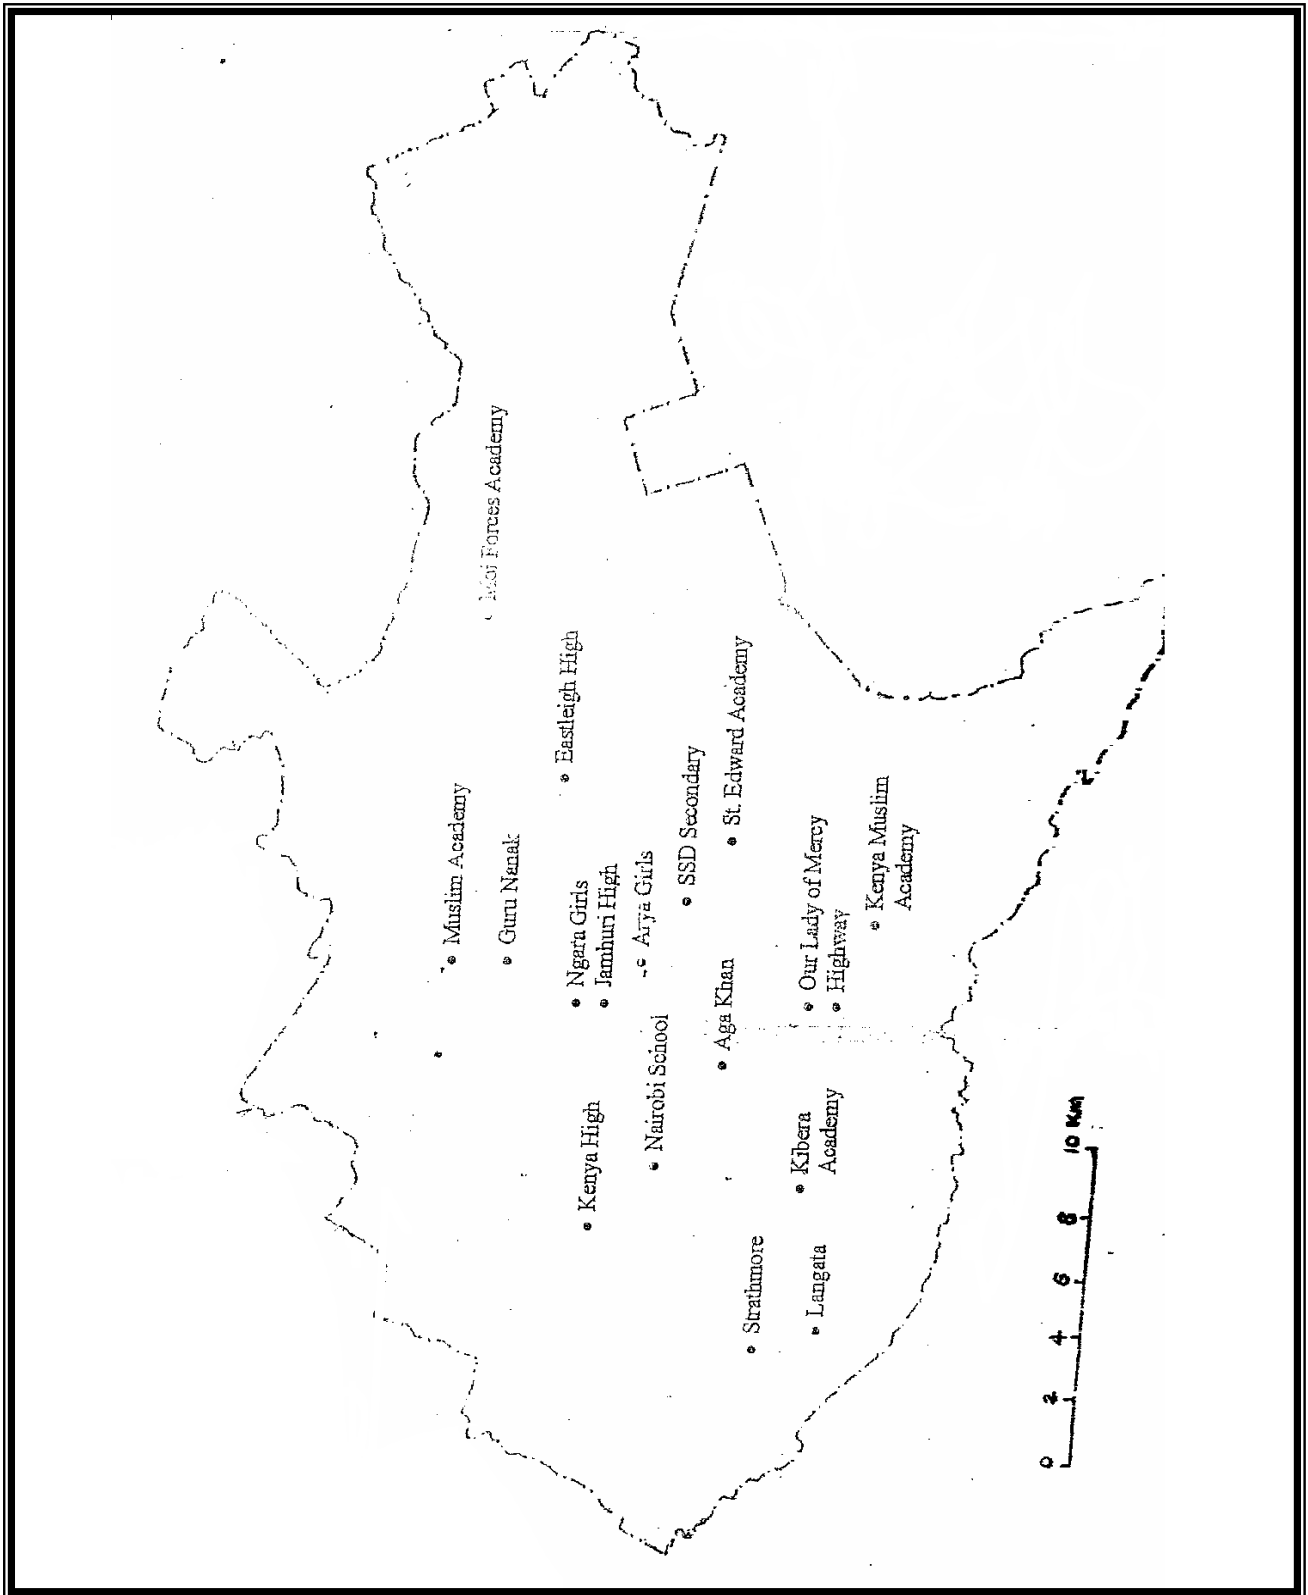 Moi Forces Academy
Muslim Academy
Guru Nanak
Eastleigh High
Ngara Girls
Jamhuri High
Kenya High
Arya Girls
Nairobi School
SSD Secondary
Aga Khan
St. Edward Academy
Strathmore
Kibera
Academy
Our Lady of Mercy
Highway
Langata
Kenya Muslim
Academy
0 2 4 6 8 10 Km